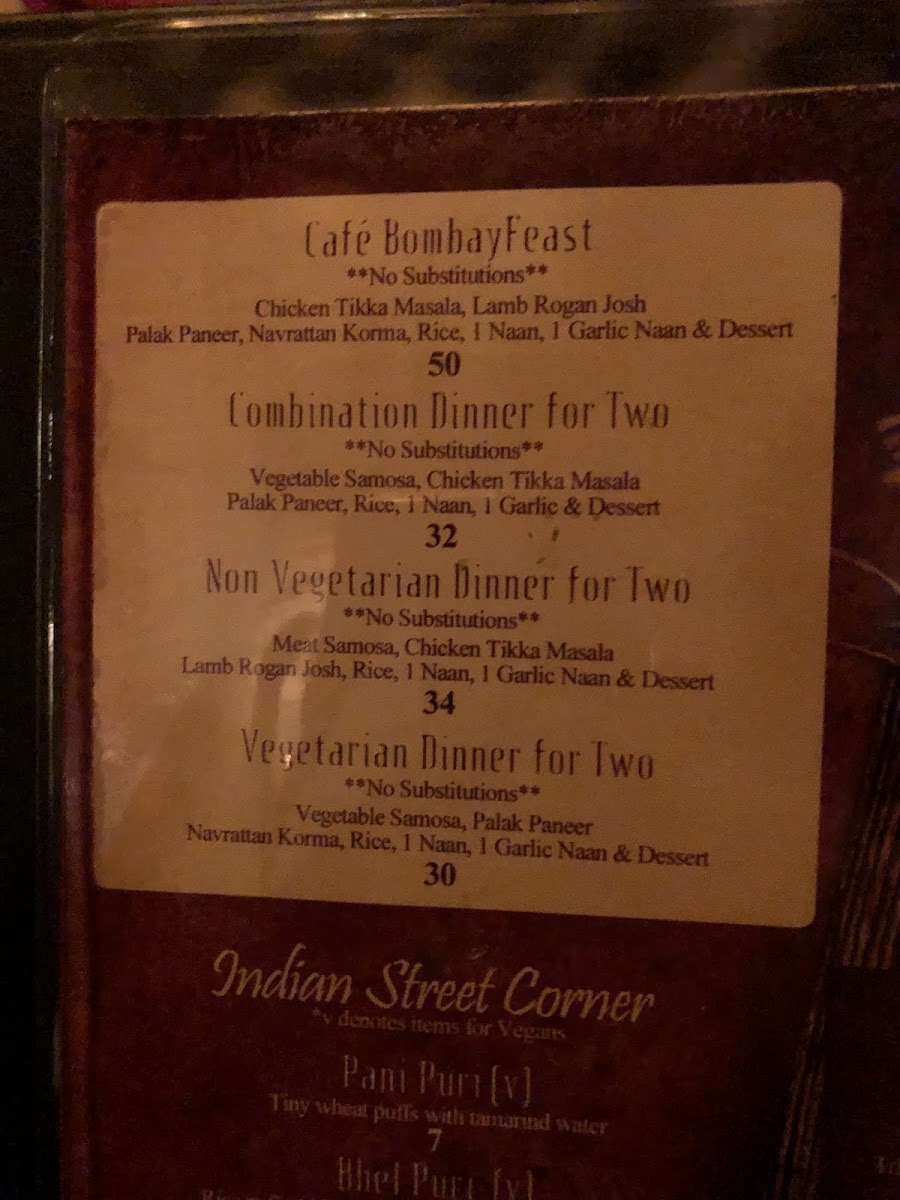 Café BombayFeast
**No Substitutions**
Chicken Tikka Masala, Lamb Rogan Josh
Palak Paneer, Navrattan Korma, Rice, 1 Naan, 1 Garlic Naan & Dessert
50
Combination Dinner for Two
**No Substitutions**
Vegetable Samosa, Chicken Tikka Masala
Palak Paneer, Rice, 1 Naan, 1 Garlic & Dessert
32
Non Vegetarian Dinner for Two
**No Substitutions**
Meat Samosa, Chicken Tikka Masala
Lamb Rogan Josh, Rice, 1 Naan, 1 Garlic Naan & Dessert
34
Vegetarian Dinner for Two
**No Substitutions**
Vegetable Samosa, Palak Paneer
Navrattan Korma, Rice, 1 Naan, 1 Garlic Naan & Dessert
30
Indian Street Corner
*v denotes items for Vegans
Pani Puri (v)
Tiny wheat puffs with tamarind water
7
Bhel Puri (v)